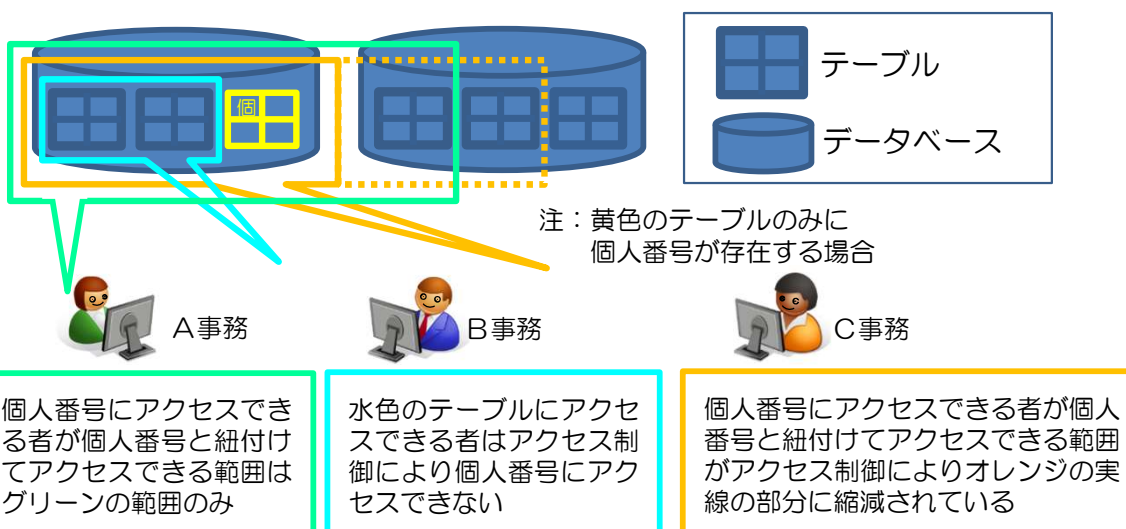 個
テーブル
データベース
注：黄色のテーブルのみに
個人番号が存在する場合
A事務
B事務
C事務
個人番号にアクセスでき
る者が個人番号と紐付け
てアクセスできる範囲は
グリーンの範囲のみ
水色のテーブルにアクセ
スできる者はアクセス制
御により個人番号にアク
セスできない
個人番号にアクセスできる者が個人
番号と紐付けてアクセスできる範囲
がアクセス制御によりオレンジの実
線の部分に縮減されている